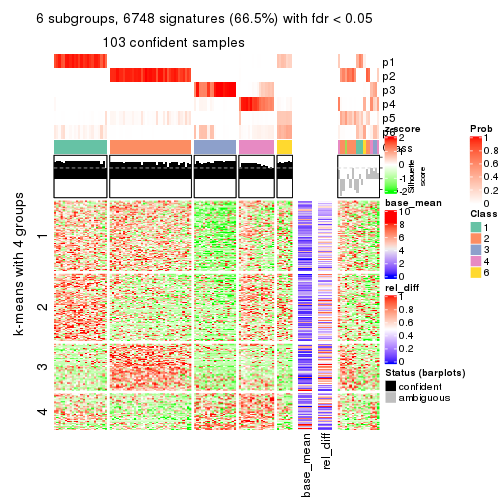 6 subgroups, 6748 signatures (66.5%) with fdr < 0.05
103 confident samples
p1
p2
p3
p4
p5
p6
Class
Silhouette
score
k-means with 4 groups
1
2
3
4
base_mean
rel_diff
z-score
2
1
0
-1
-2
base_mean
10
8
6
4
2
0
rel_diff
1
0.8
0.6
0.4
0.2
0
Status (barplots)
confident
ambiguous
Prob
1
0.8
0.6
0.4
0.2
0
Class
1
2
3
4
6